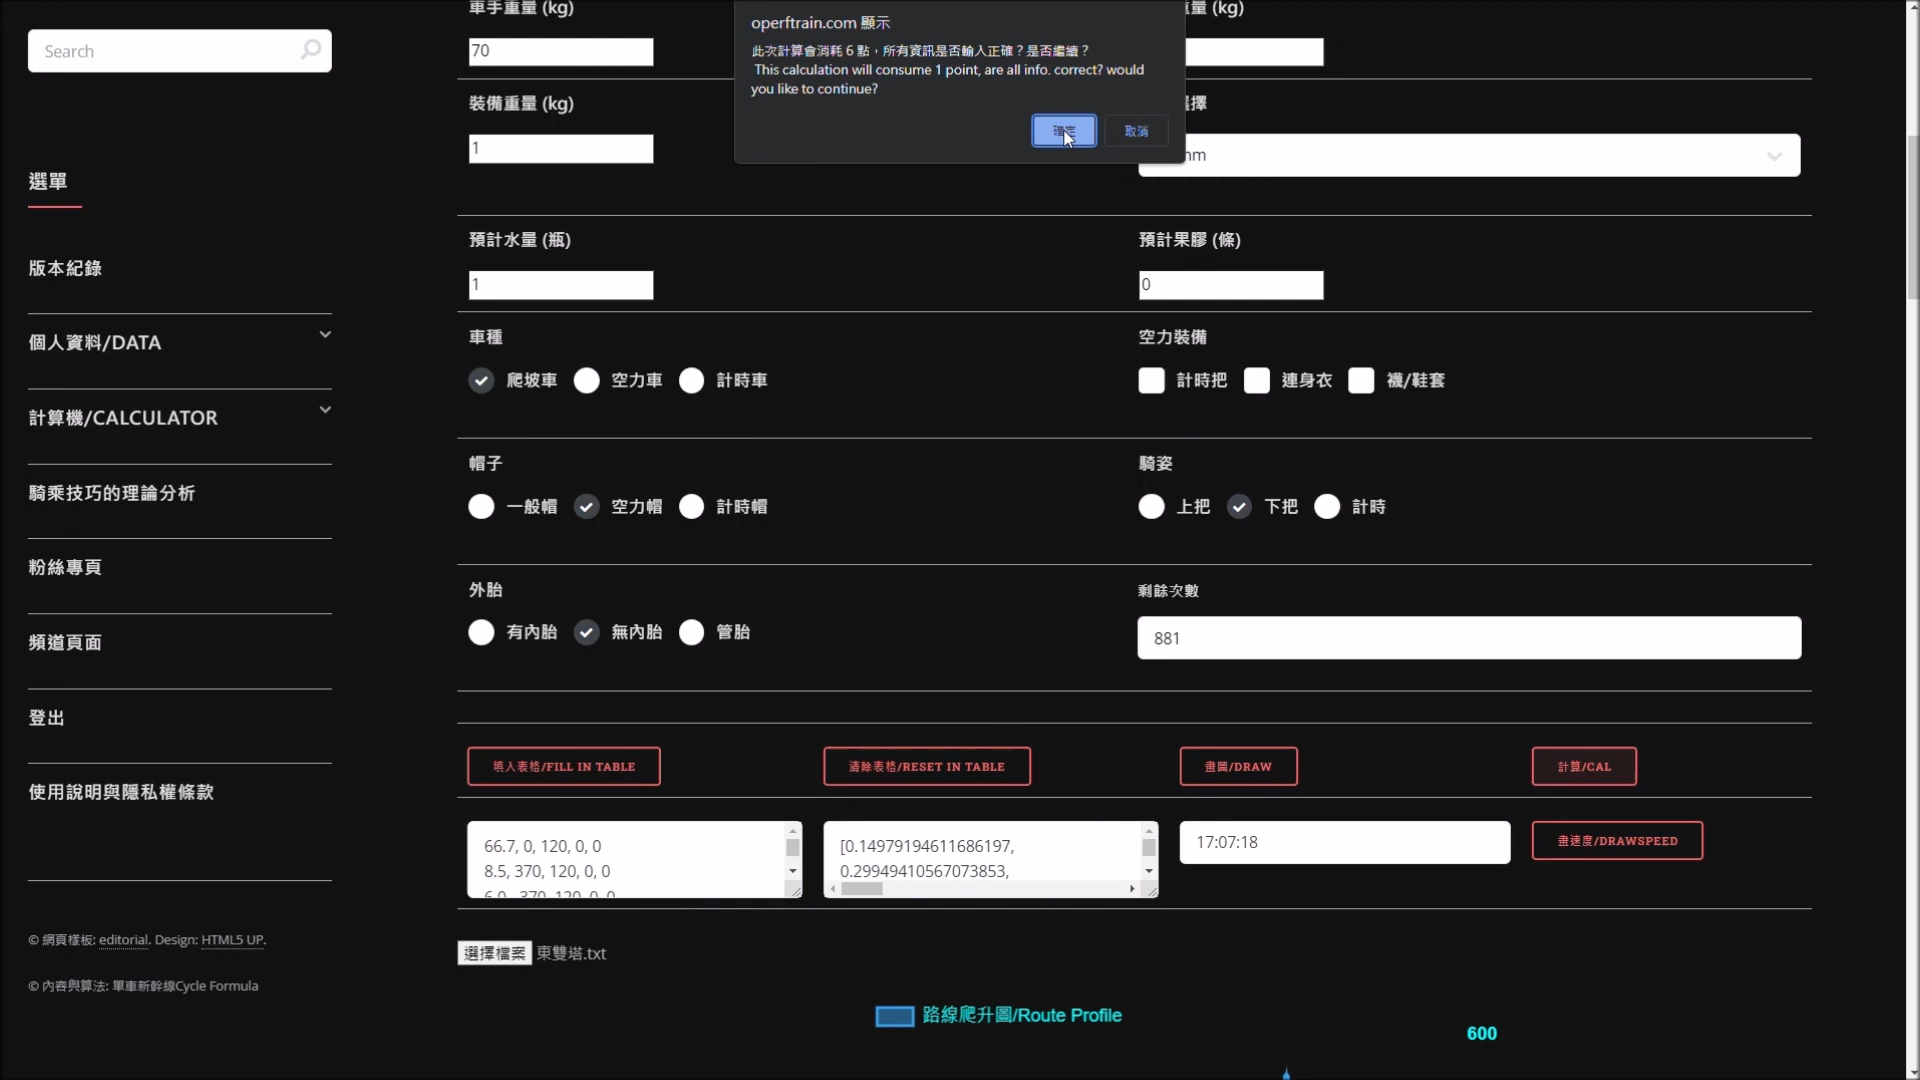 車手重量 (kg)
量 (kg)
operftrain.com 顯示
此次計算會消耗 6 點，所有資訊是否輸入正確？是否繼續？
This calculation will consume 1 point, are all info. correct? would
you like to continue?
確定
取消
Search
70
裝備重量 (kg)
擇
1
mm
選單
預計水量 (瓶)
預計果膠 (條)
1
0
版本紀錄
個人資料/DATA
計算機/CALCULATOR
騎乘技巧的理論分析
粉絲專頁
頻道頁面
登出
使用說明與隱私權條款
車種
爬坡車 空力車 計時車
空力裝備
計時把 連身衣 襪/鞋套
帽子
一般帽 空力帽 計時帽
騎姿
上把 下把 計時
外胎
有內胎 無內胎 管胎
剩餘次數
881
填入表格/FILL IN TABLE
清除表格/RESET IN TABLE
畫圖/DRAW
計算/CAL
66.7, 0, 120, 0, 0
8.5, 370, 120, 0, 0
6.0, 370, 120, 0, 0
[0.14979194611686197,
0.29949410567073853,
17:07:18
畫速度/DRAWSPEED
選擇檔案 東雙塔.txt
© 網頁樣板: editorial. Design: HTML5 UP.
© 內容與算法: 單車新幹線Cycle Formula
路線爬升圖/Route Profile
600